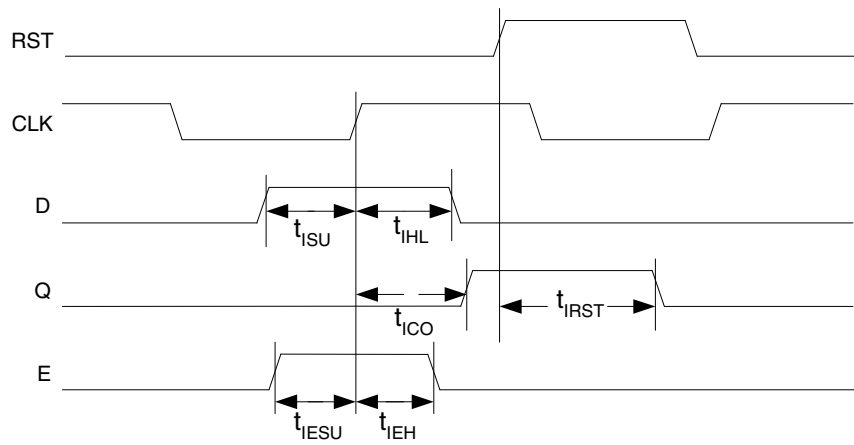 RST
CLK
D
tISU
tIHL
Q
tICO
tIRST
E
tIESU
tIEH